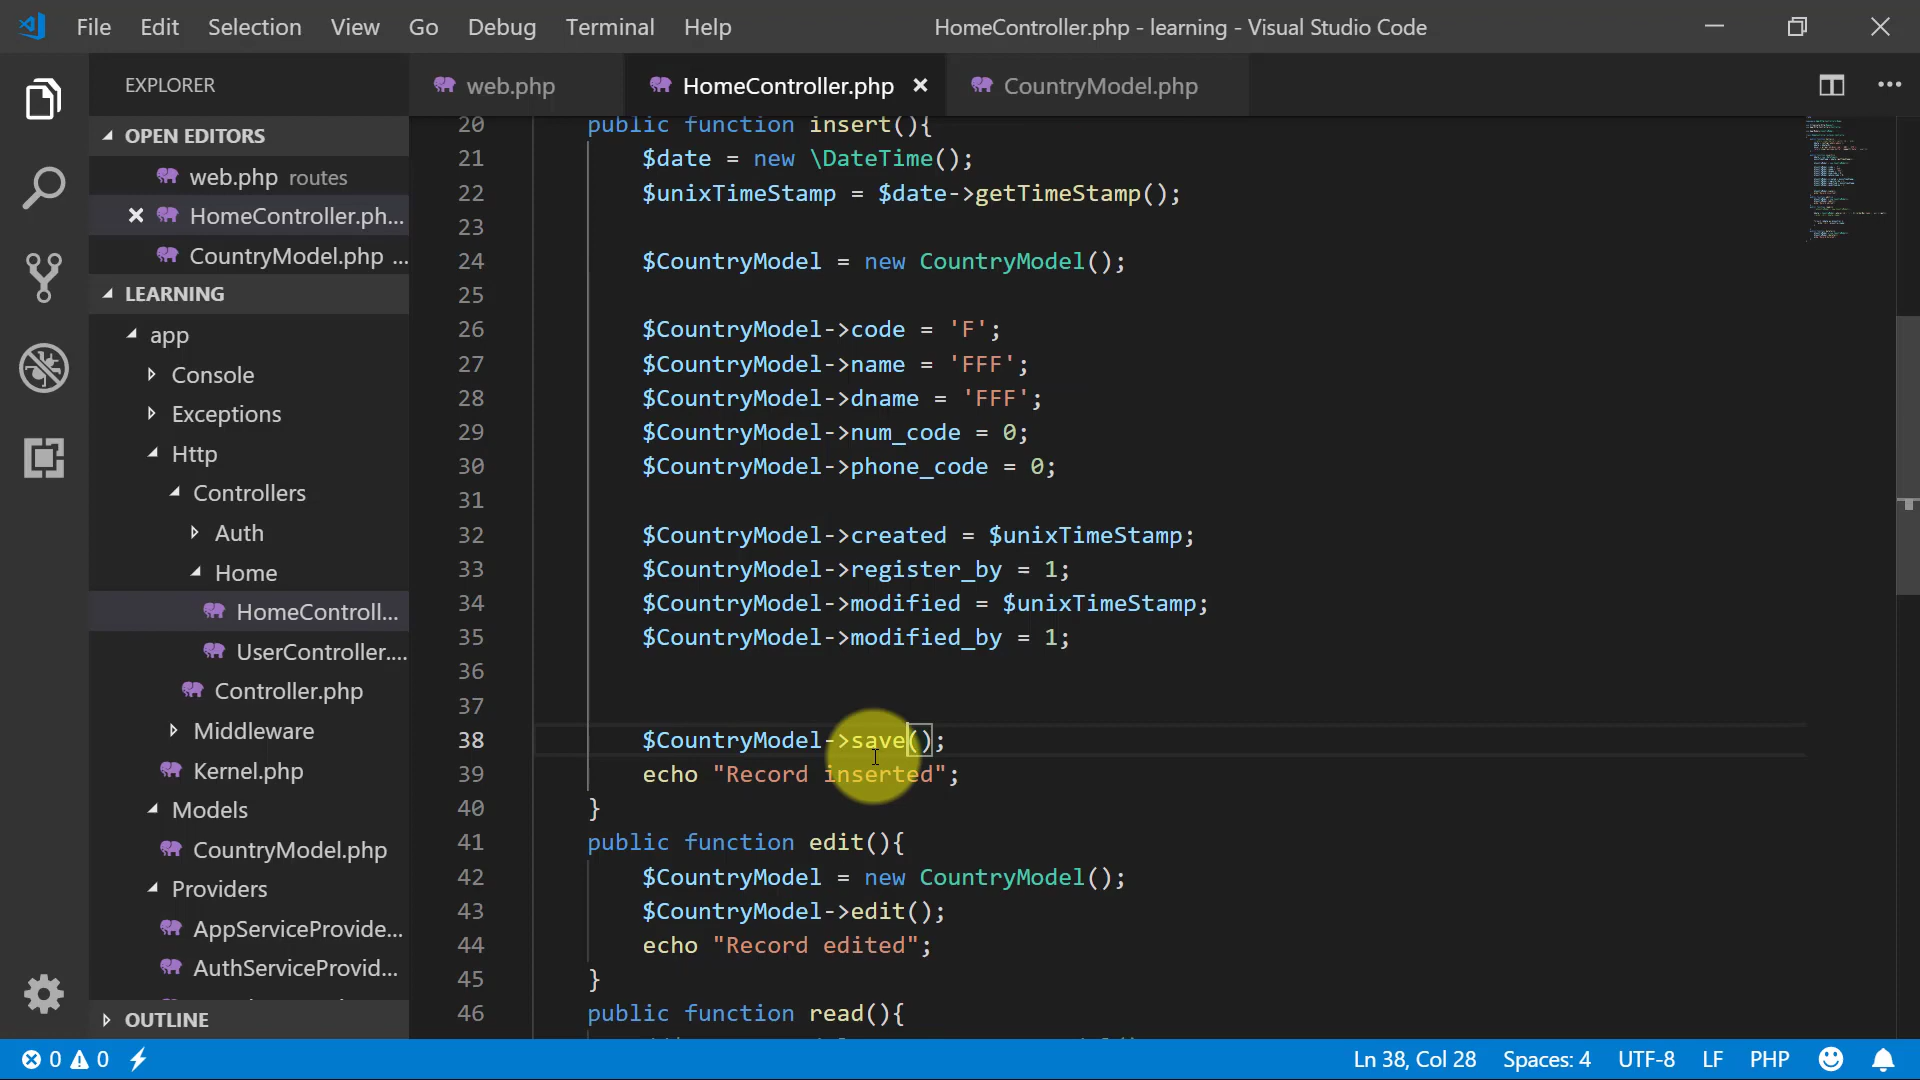 File Edit Selection View Go Debug Terminal Help HomeController.php - learning - Visual Studio Code
EXPLORER
OPEN EDITORS
web.php routes
HomeController.ph...
CountryModel.php ...
LEARNING
app
Console
Exceptions
Http
Controllers
Auth
Home
HomeControll...
UserController....
Controller.php
Middleware
Kernel.php
Models
CountryModel.php
Providers
AppServiceProvide...
AuthServiceProvid...
OUTLINE
web.php HomeController.php CountryModel.php
20 public function insert(){
21 $date = new \DateTime();
22 $unixTimeStamp = $date->getTimeStamp();
23
24 $CountryModel = new CountryModel();
25
26 $CountryModel->code = 'F';
27 $CountryModel->name = 'FFF';
28 $CountryModel->dname = 'FFF';
29 $CountryModel->num_code = 0;
30 $CountryModel->phone_code = 0;
31
32 $CountryModel->created = $unixTimeStamp;
33 $CountryModel->register_by = 1;
34 $CountryModel->modified = $unixTimeStamp;
35 $CountryModel->modified_by = 1;
36
37
38 $CountryModel->save();
39 echo "Record inserted";
40 }
41 public function edit(){
42 $CountryModel = new CountryModel();
43 $CountryModel->edit();
44 echo "Record edited";
45 }
46 public function read(){
0 0 Ln 38, Col 28 Spaces: 4 UTF-8 LF PHP